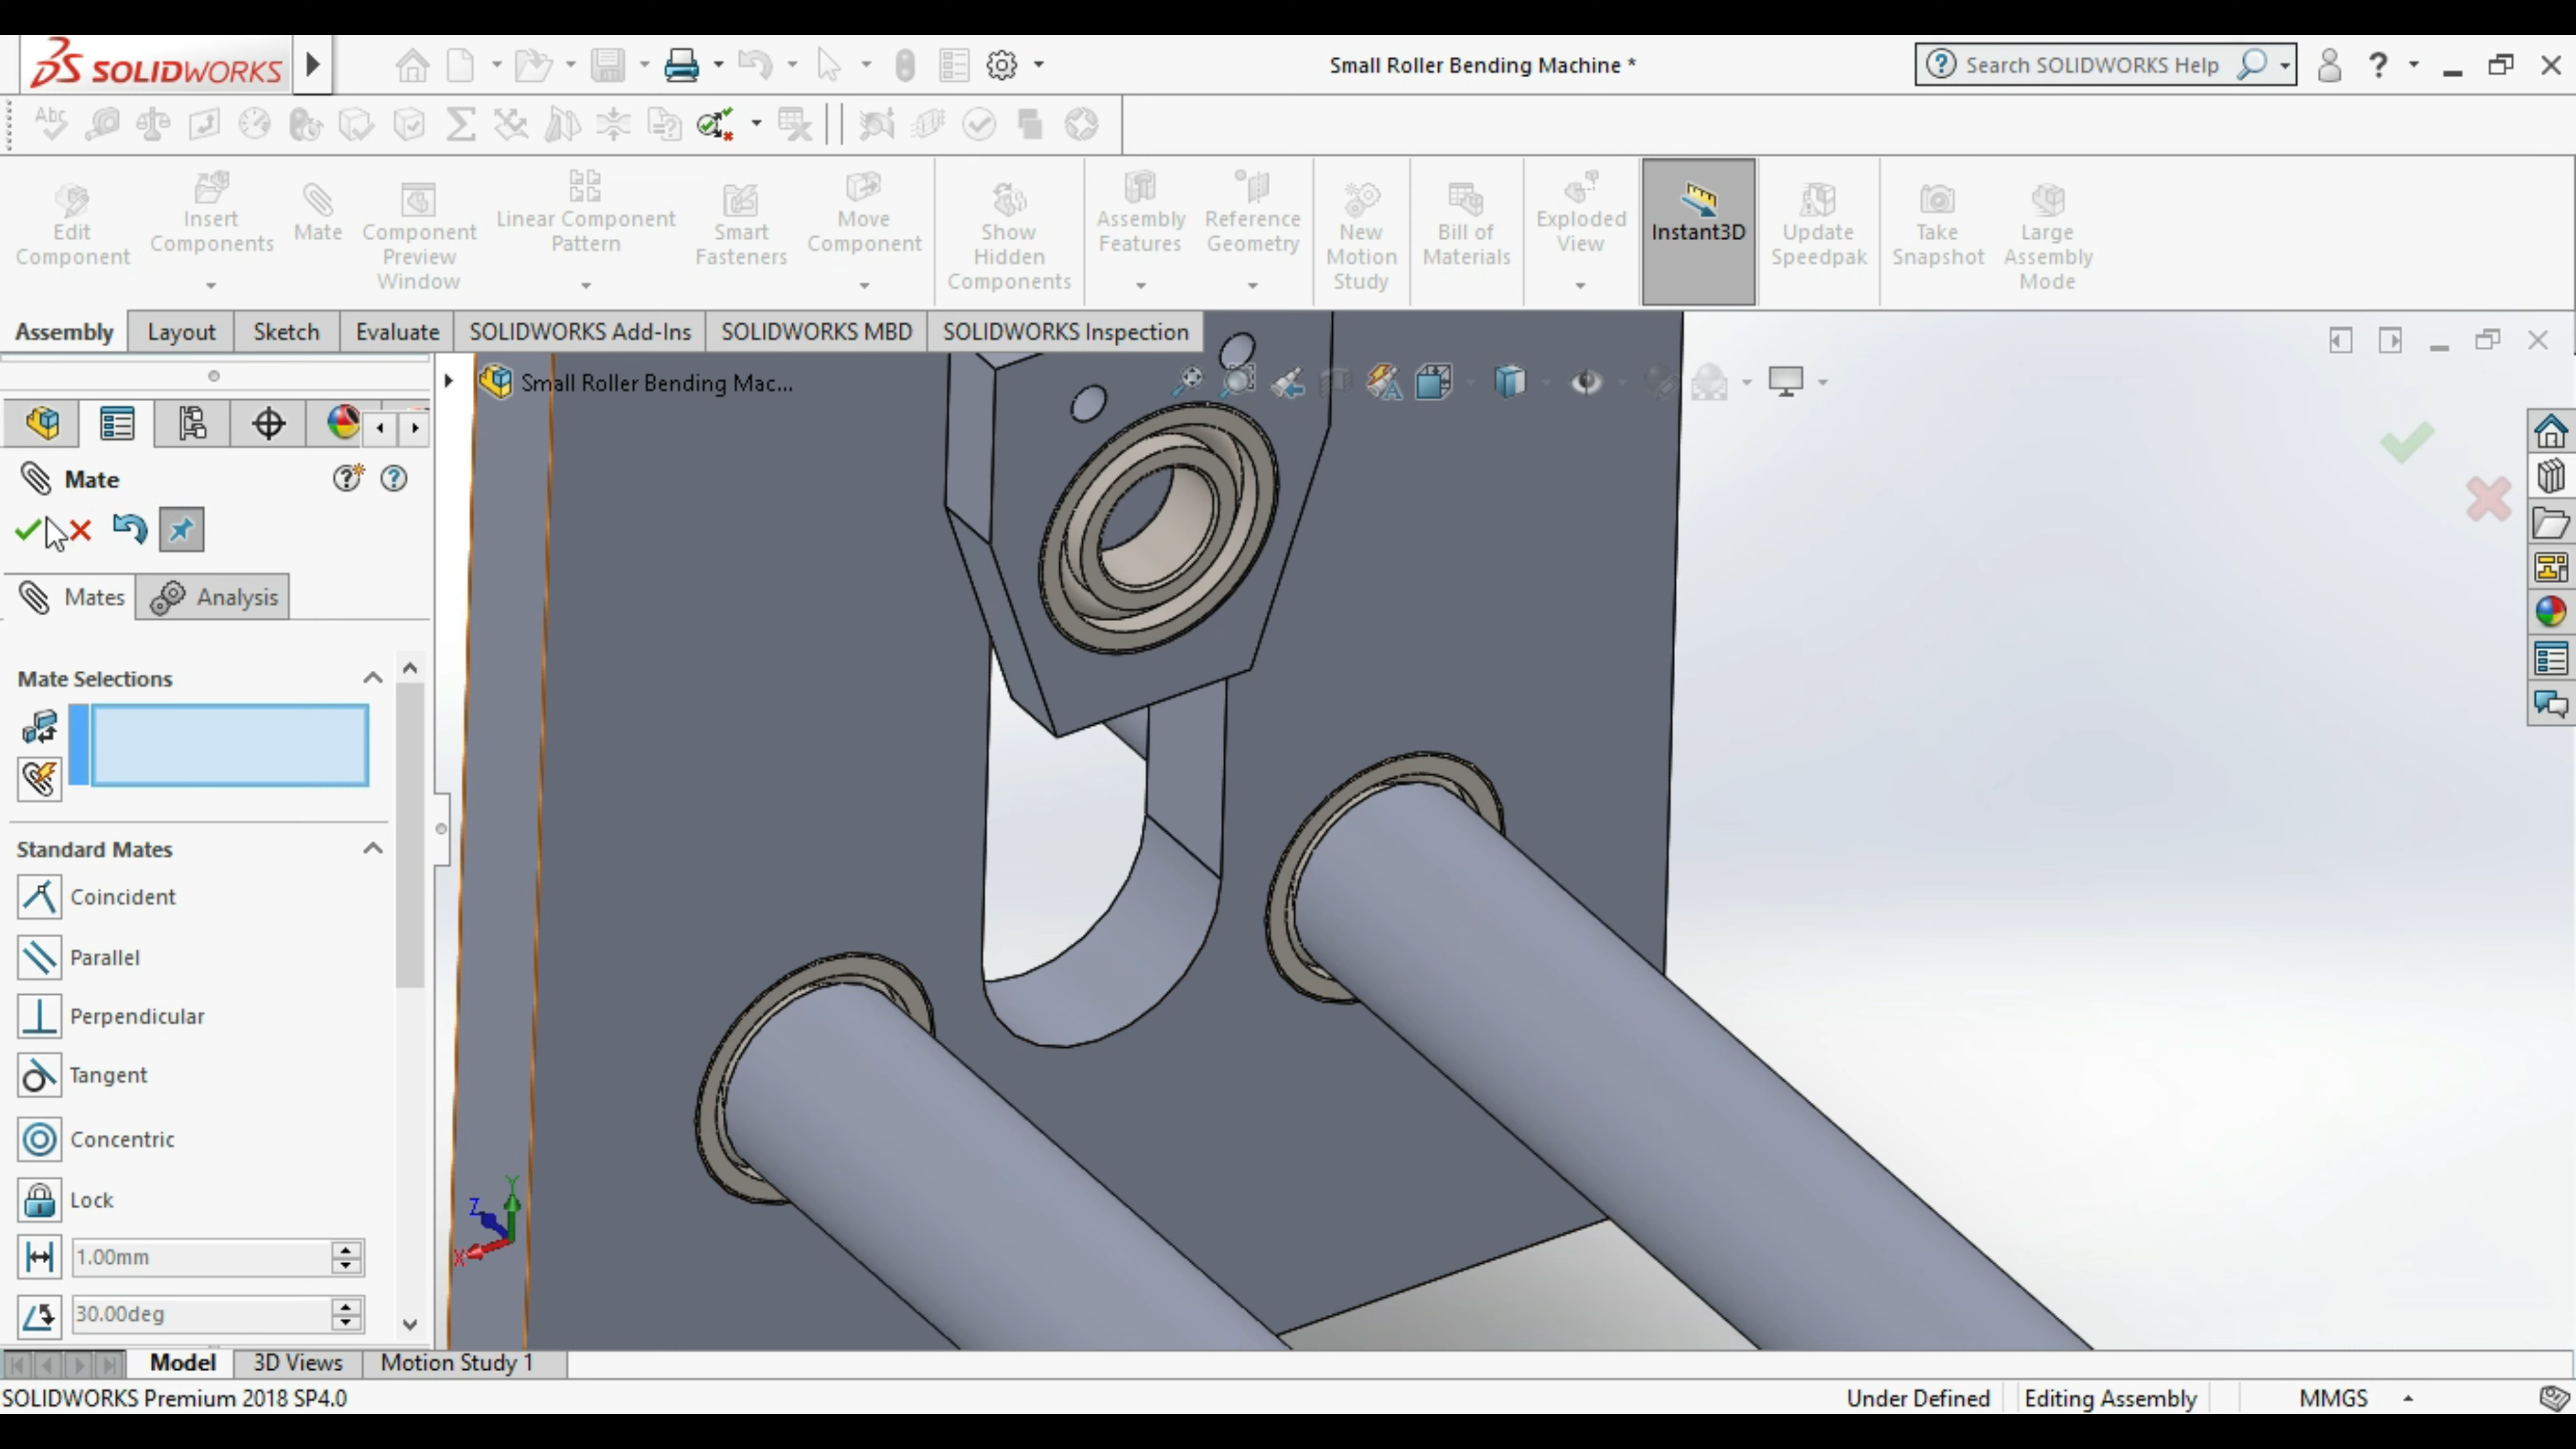 SOLIDWORKS
Small Roller Bending Machine *
Search SOLIDWORKS Help
Abc
Edit Component
Insert Components
Mate
Component Preview Window
Linear Component Pattern
Smart Fasteners
Move Component
Show Hidden Components
Assembly Features
Reference Geometry
New Motion Study
Bill of Materials
Exploded View
Instant3D
Update Speedpak
Take Snapshot
Large Assembly Mode
Assembly
Layout
Sketch
Evaluate
SOLIDWORKS Add-Ins
SOLIDWORKS MBD
SOLIDWORKS Inspection
Small Roller Bending Mac...
Mate
Mates
Analysis
Mate Selections
Standard Mates
Coincident
Parallel
Perpendicular
Tangent
Concentric
Lock
1.00mm
30.00deg
Y
Z
X
Model
3D Views
Motion Study 1
SOLIDWORKS Premium 2018 SP4.0
Under Defined
Editing Assembly
MMGS